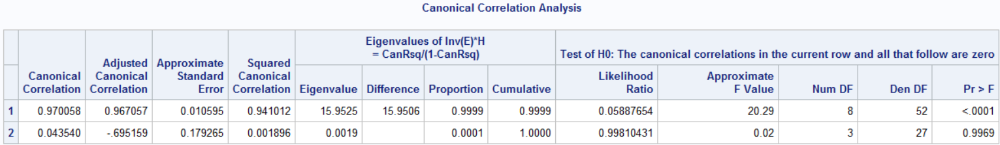 Canonical Correlation Analysis
Eigenvalues of Inv(E)*H
= CanRsq/(1-CanRsq)
Test of H0: The canonical correlations in the current row and all that follow are zero
Canonical
Correlation
Adjusted
Canonical
Correlation
Approximate
Standard
Error
Squared
Canonical
Correlation
Eigenvalue Difference Proportion Cumulative
Likelihood
Ratio
Approximate
F Value
Num DF Den DF Pr > F
1 0.970058 0.967057 0.010595 0.941012 15.9525 15.9506 0.9999 0.9999 0.05887654 20.29 8 52 <.0001
2 0.043540 -.695159 0.179265 0.001896 0.0019 0.0001 1.0000 0.99810431 0.02 3 27 0.9969